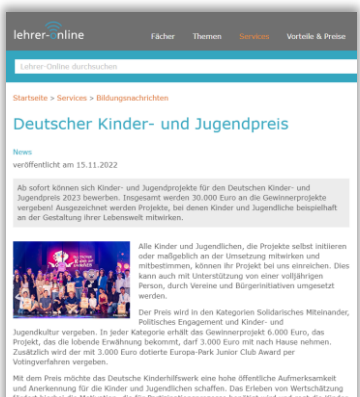 lehrer-online
Fächer Themen Services Vorteile & Preise
Lehrer-Online durchsuchen
Startseite > Services > Bildungsnachrichten
Deutscher Kinder- und Jugendpreis
News
veröffentlicht am 15.11.2022
Ab sofort können sich Kinder- und Jugendprojekte für den Deutschen Kinder- und
Jugendpreis 2023 bewerben. Insgesamt werden 30.000 Euro an die Gewinnerprojekte
vergeben! Ausgezeichnet werden Projekte, bei denen Kinder und Jugendliche beispielhaft
an der Gestaltung ihrer Lebenswelt mitwirken.
Alle Kinder und Jugendlichen, die Projekte selbst initiieren
oder maßgeblich an der Umsetzung mitwirken und
mitbestimmen, können ihr Projekt bei uns einreichen. Dies
kann auch mit Unterstützung von einer volljährigen
Person, durch Vereine und Bürgerinitiativen umgesetzt
werden.
Der Preis wird in den Kategorien Solidarisches Miteinander,
Politisches Engagement und Kinder- und
Jugendkultur vergeben. In jeder Kategorie erhält das Gewinnerprojekt 6.000 Euro, das
Projekt, das die lobende Erwähnung bekommt, darf 3.000 Euro mit nach Hause nehmen.
Zusätzlich wird der mit 3.000 Euro dotierte Europa-Park Junior Club Award per
Votingverfahren vergeben.
Mit dem Preis möchte das Deutsche Kinderhilfswerk eine hohe öffentliche Aufmerksamkeit
und Anerkennung für die Kinder und Jugendlichen schaffen. Das Erleben von Wertschätzung